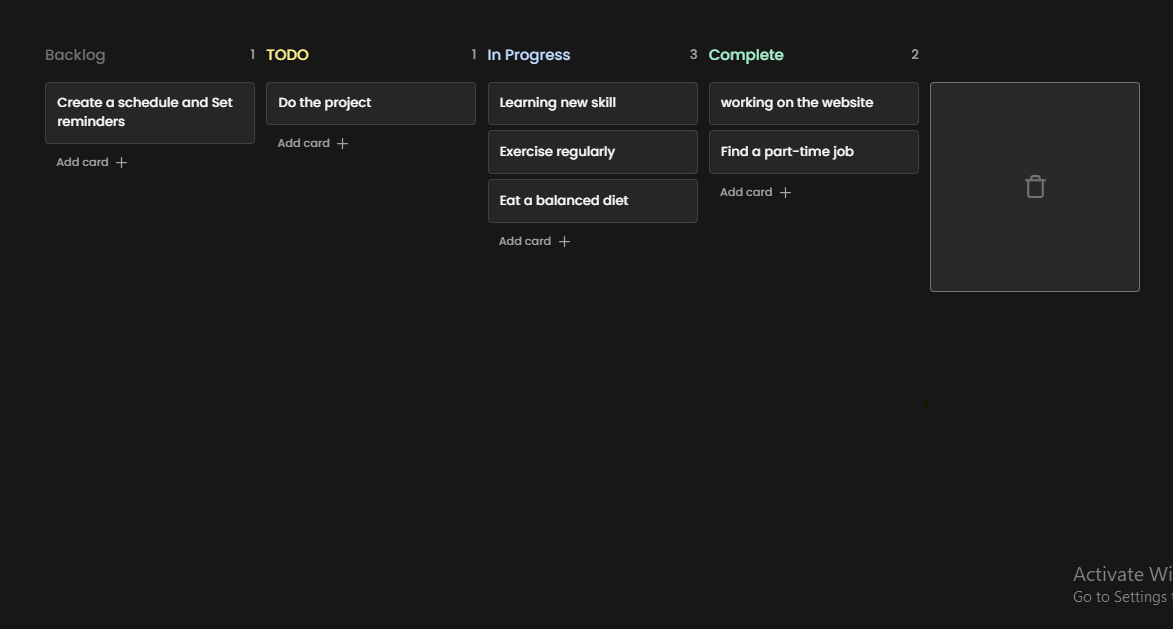 Backlog 1
Create a schedule and Set
reminders
Add card
TODO 1
Do the project
Add card
In Progress 3
Learning new skill
Exercise regularly
Eat a balanced diet
Add card
Complete 2
working on the website
Find a part-time job
Add card
Activate Wi
Go to Settings